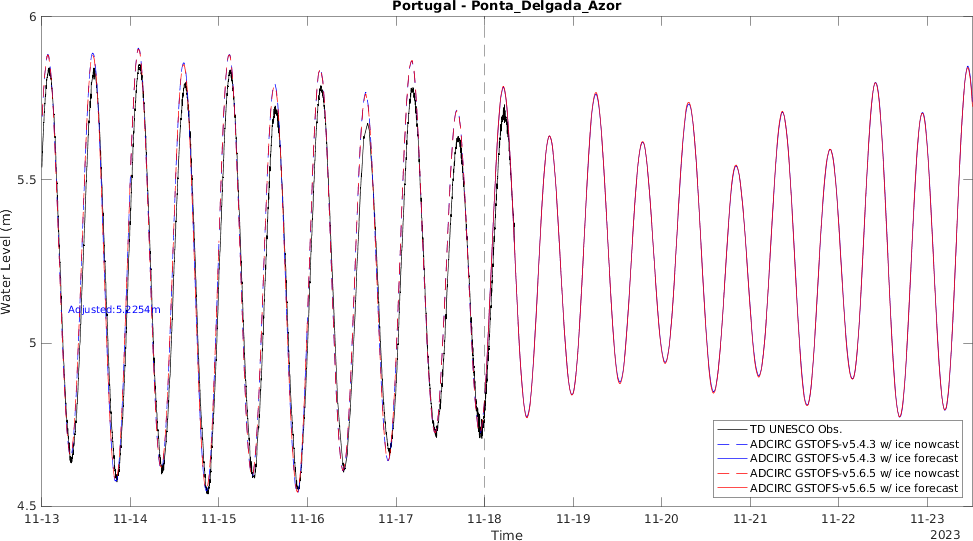 Portugal - Ponta_Delgada_Azor
6
5.5
5
4.5
Water Level (m)
Adjusted:5.2254m
TD UNESCO Obs.
ADCIRC GSTOFS-v5.4.3 w/ ice nowcast
ADCIRC GSTOFS-v5.4.3 w/ ice forecast
ADCIRC GSTOFS-v5.6.5 w/ ice nowcast
ADCIRC GSTOFS-v5.6.5 w/ ice forecast
11-13 11-14 11-15 11-16 11-17 11-18 11-19 11-20 11-21 11-22 11-23
Time
2023